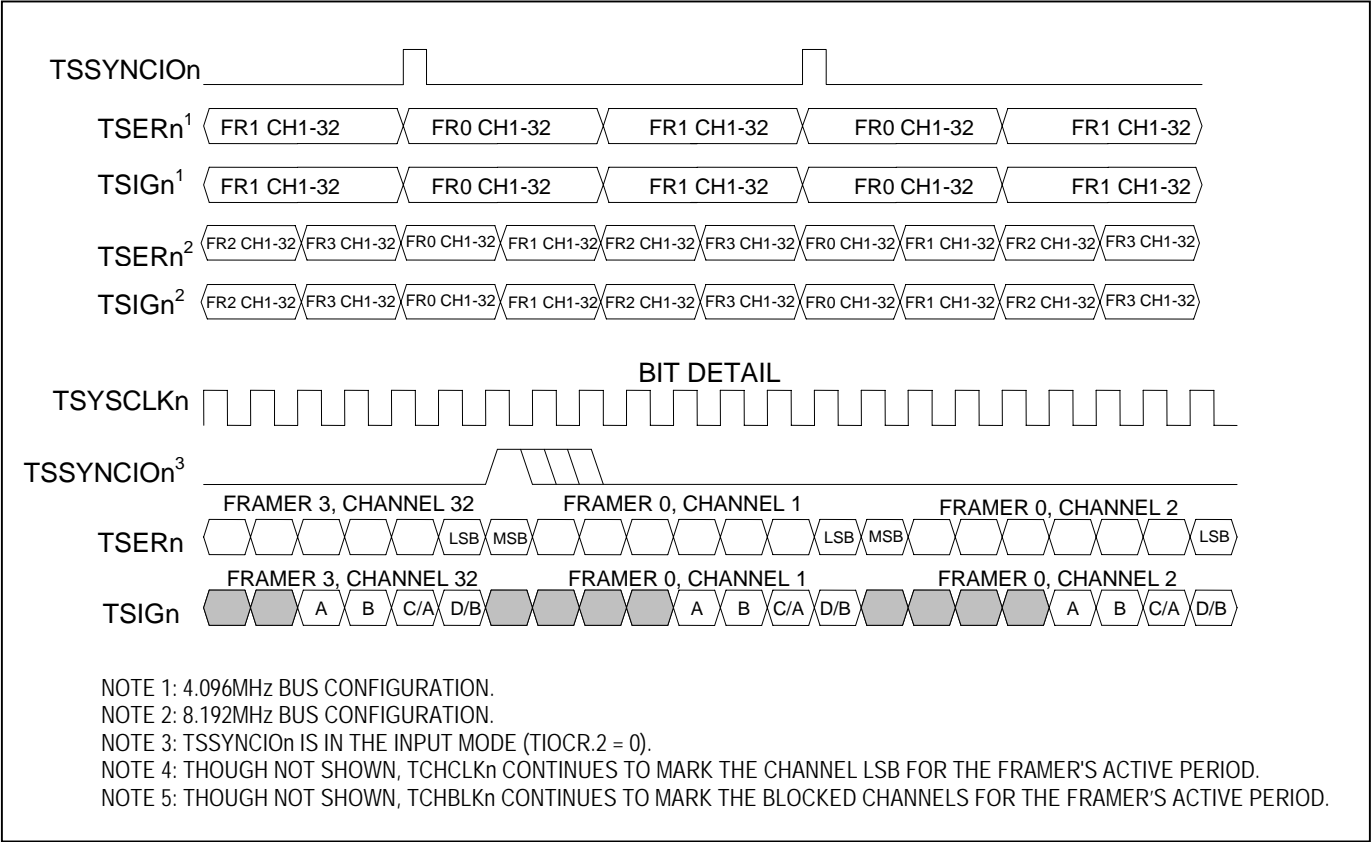 TSSYNCIOn
TSERn1 FR1 CH1-32 FR0 CH1-32 FR1 CH1-32 FR0 CH1-32 FR1 CH1-32
TSIGn1 FR1 CH1-32 FR0 CH1-32 FR1 CH1-32 FR0 CH1-32 FR1 CH1-32
TSERn2 FR2 CH1-32 FR3 CH1-32 FR0 CH1-32 FR1 CH1-32 FR2 CH1-32 FR3 CH1-32 FR0 CH1-32 FR1 CH1-32 FR2 CH1-32 FR3 CH1-32
TSIGn2 FR2 CH1-32 FR3 CH1-32 FR0 CH1-32 FR1 CH1-32 FR2 CH1-32 FR3 CH1-32 FR0 CH1-32 FR1 CH1-32 FR2 CH1-32 FR3 CH1-32
BIT DETAIL
TSYSCLKn
TSSYNCIOn3
FRAMER 3, CHANNEL 32 FRAMER 0, CHANNEL 1 FRAMER 0, CHANNEL 2
TSERn LSB MSB LSB MSB LSB
FRAMER 3, CHANNEL 32 FRAMER 0, CHANNEL 1 FRAMER 0, CHANNEL 2
TSIGn A B C/A D/B A B C/A D/B A B C/A D/B
NOTE 1: 4.096MHz BUS CONFIGURATION.
NOTE 2: 8.192MHz BUS CONFIGURATION.
NOTE 3: TSSYNCIOn IS IN THE INPUT MODE (TIOCR.2 = 0).
NOTE 4: THOUGH NOT SHOWN, TCHCLKn CONTINUES TO MARK THE CHANNEL LSB FOR THE FRAMER'S ACTIVE PERIOD.
NOTE 5: THOUGH NOT SHOWN, TCHBLKn CONTINUES TO MARK THE BLOCKED CHANNELS FOR THE FRAMER’S ACTIVE PERIOD.